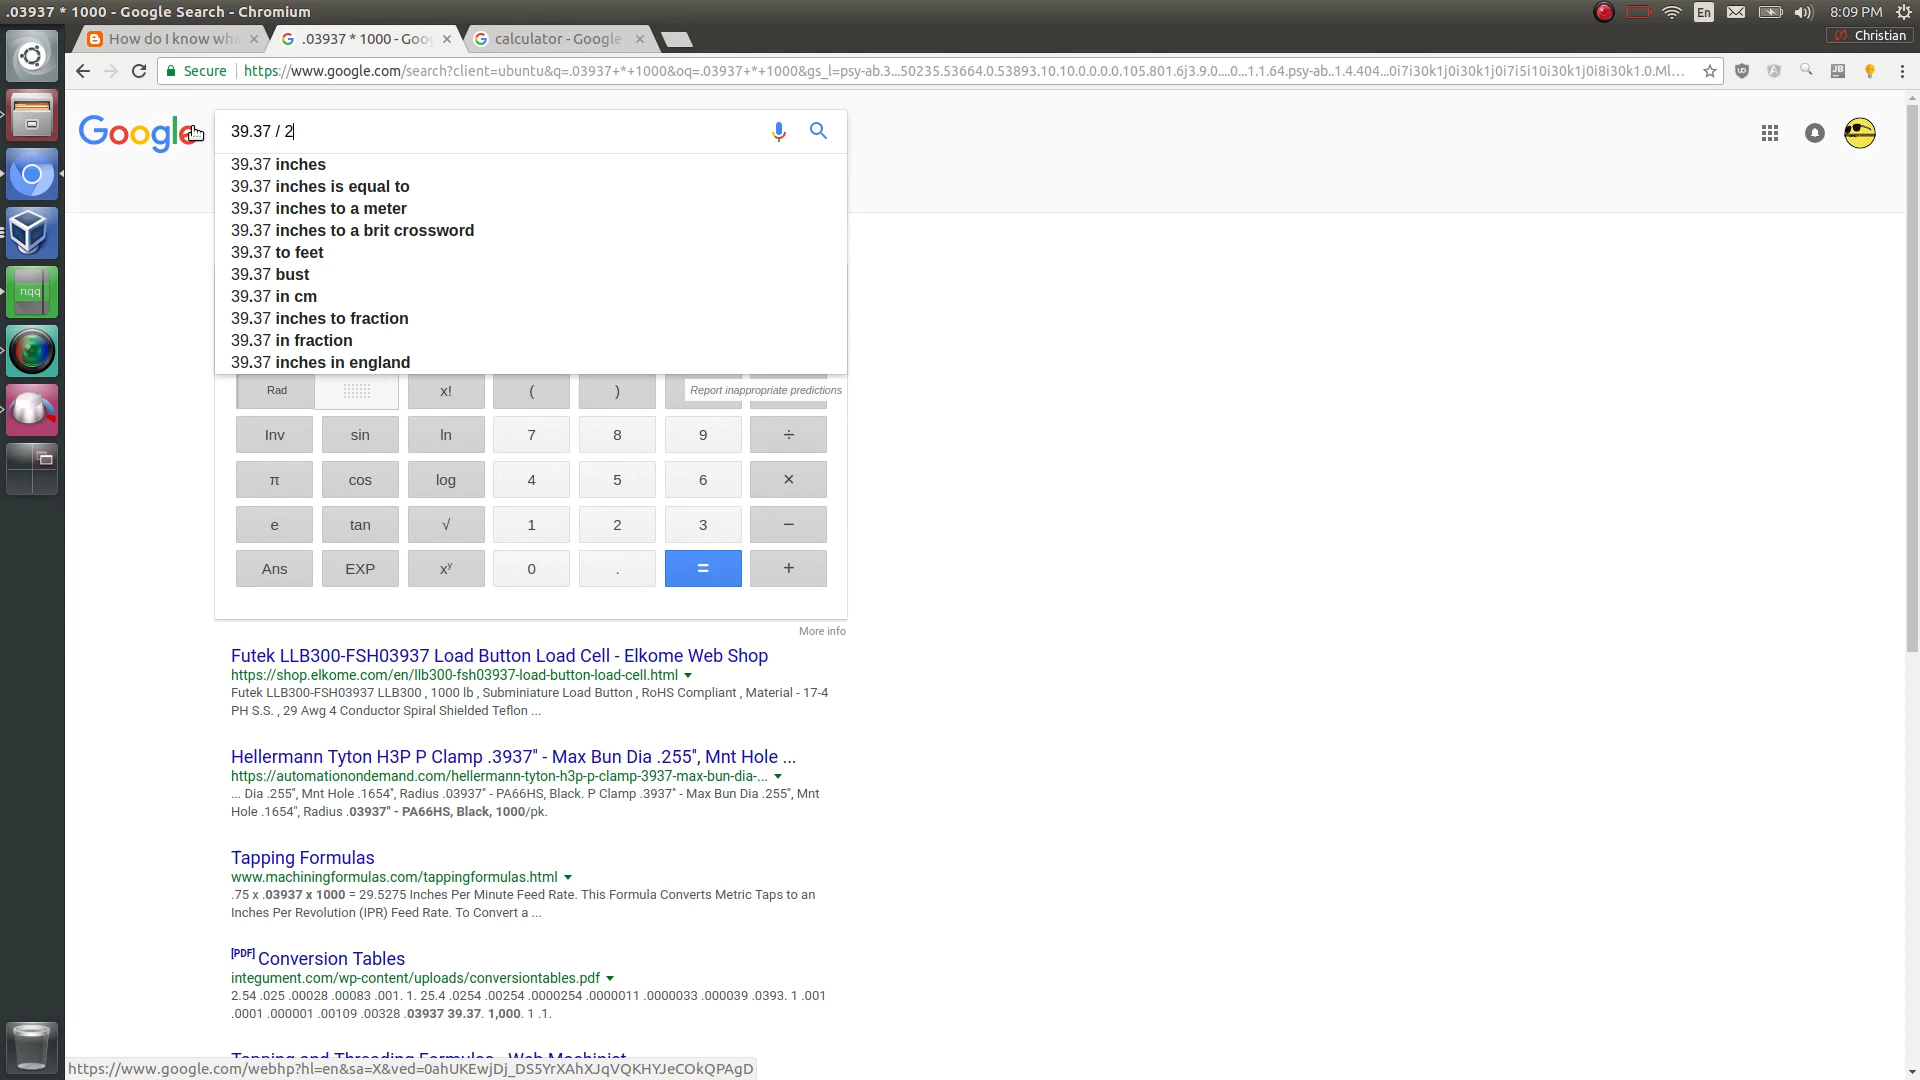 .03937 * 1000 - Google Search - Chromium
En
8:09 PM
How do I know wha
.03937 * 1000 - Goo
calculator - Google
Christian
Secure
https://www.google.com/search?client=ubuntu&q=.03937+*+1000&oq=.03937+*+1000&gs_l=psy-ab.3...50235.53664.0.53893.10.10.0.0.0.0.105.801.6j3.9.0....0...1.1.64.psy-ab..1.4.404...0i7i30k1j0i30k1j0i7i5i10i30k1j0i8i30k1.0.Ml...
Google
39.37 / 2
39.37 inches
39.37 inches is equal to
39.37 inches to a meter
39.37 inches to a brit crossword
39.37 to feet
39.37 bust
39.37 in cm
39.37 inches to fraction
39.37 in fraction
39.37 inches in england
Report inappropriate predictions
Rad x! ( )
Inv sin ln 7 8 9 ÷
π cos log 4 5 6 ×
e tan √ 1 2 3 −
Ans EXP xʸ 0 . = +
More info
Futek LLB300-FSH03937 Load Button Load Cell - Elkome Web Shop
https://shop.elkome.com/en/llb300-fsh03937-load-button-load-cell.html
Futek LLB300-FSH03937 LLB300 , 1000 lb , Subminiature Load Button , RoHS Compliant , Material - 17-4
PH S.S. , 29 Awg 4 Conductor Spiral Shielded Teflon ...
Hellermann Tyton H3P P Clamp .3937" - Max Bun Dia .255", Mnt Hole ...
https://automationondemand.com/hellermann-tyton-h3p-p-clamp-3937-max-bun-dia-...
... Dia .255", Mnt Hole .1654", Radius .03937" - PA66HS, Black. P Clamp .3937" - Max Bun Dia .255", Mnt
Hole .1654", Radius .03937" - PA66HS, Black, 1000/pk.
Tapping Formulas
www.machiningformulas.com/tappingformulas.html
.75 x .03937 x 1000 = 29.5275 Inches Per Minute Feed Rate. This Formula Converts Metric Taps to an
Inches Per Revolution (IPR) Feed Rate. To Convert a ...
[PDF] Conversion Tables
integument.com/wp-content/uploads/conversiontables.pdf
2.54 .025 .00028 .00083 .001. 1. 25.4 .0254 .00254 .0000254 .0000011 .0000033 .000039 .0393. 1 .001
.0001 .000001 .00109 .00328 .03937 39.37. 1,000. 1 .1.
Tapping and Threading Formulas - Web Machinist
https://www.google.com/webhp?hl=en&sa=X&ved=0ahUKEwjDj_DS5YrXAhXJqVQKHYJeCOkQPAgD
nqq
JB